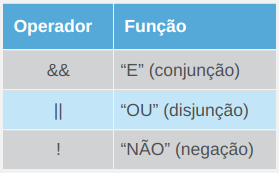 Operador Função
&& “E” (conjunção)
|| “OU” (disjunção)
! “NÃO” (negação)